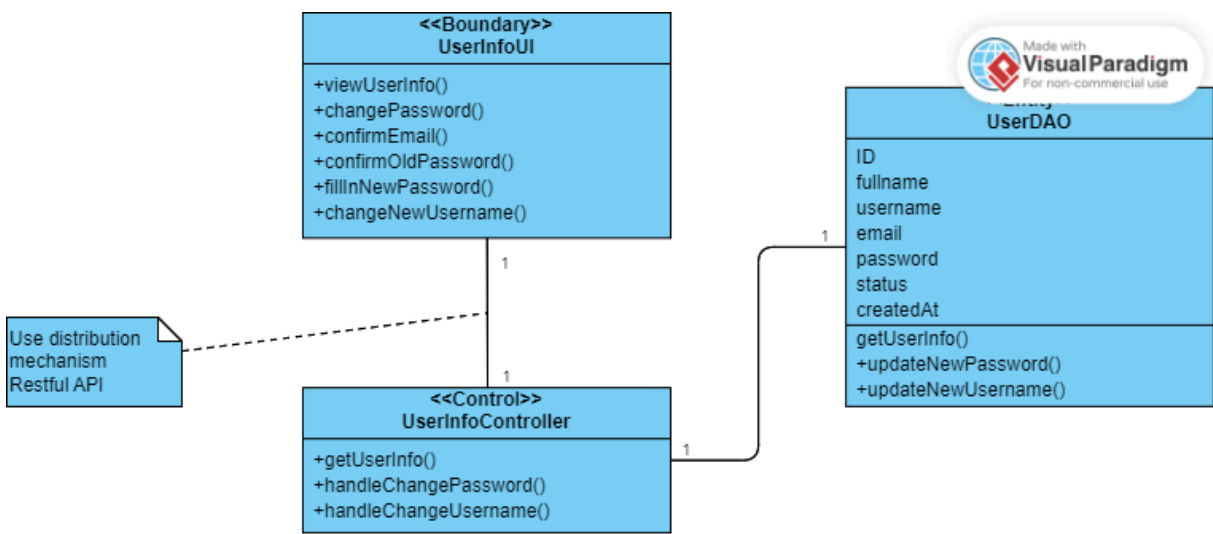 <<Boundary>>
UserInfoUI
+viewUserInfo()
+changePassword()
+confirmEmail()
+confirmOldPassword()
+fillInNewPassword()
+changeNewUsername()
Made with
Visual Paradigm
For non-commercial use
UserDAO
ID
fullname
username
email
password
status
createdAt
getUserInfo()
+updateNewPassword()
+updateNewUsername()
1
1
Use distribution
mechanism
Restful API
1
<<Control>>
UserInfoController
+getUserInfo()
+handleChangePassword()
+handleChangeUsername()
1